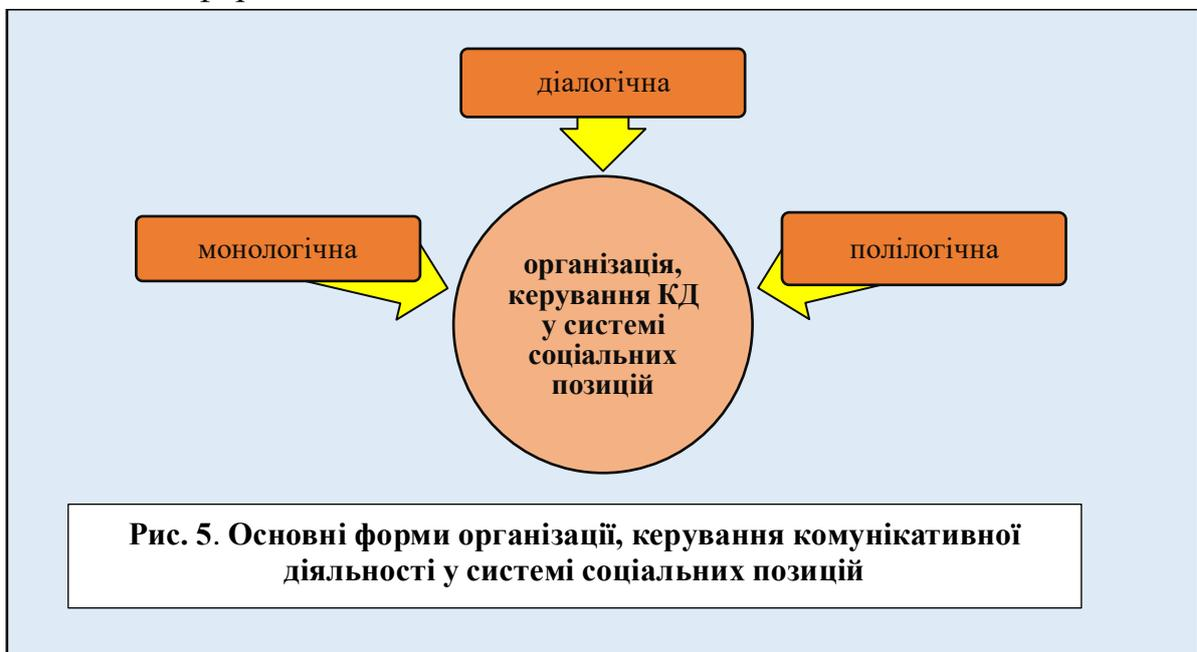 діалогічна
монологічна
полілогічна
організація,
керування КД
у системі
соціальних
позицій
Рис. 5. Основні форми організації, керування комунікативної
діяльності у системі соціальних позицій